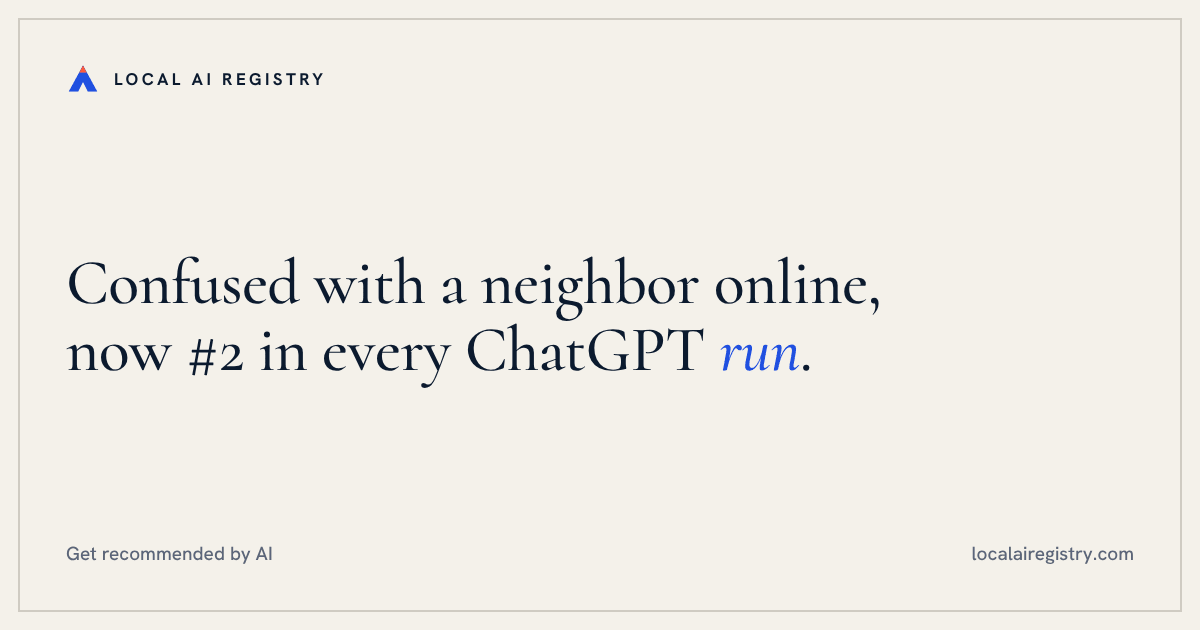 LOCAL AI REGISTRY
Confused with a neighbor online,
now #2 in every ChatGPT run.
Get recommended by AI
localairegistry.com